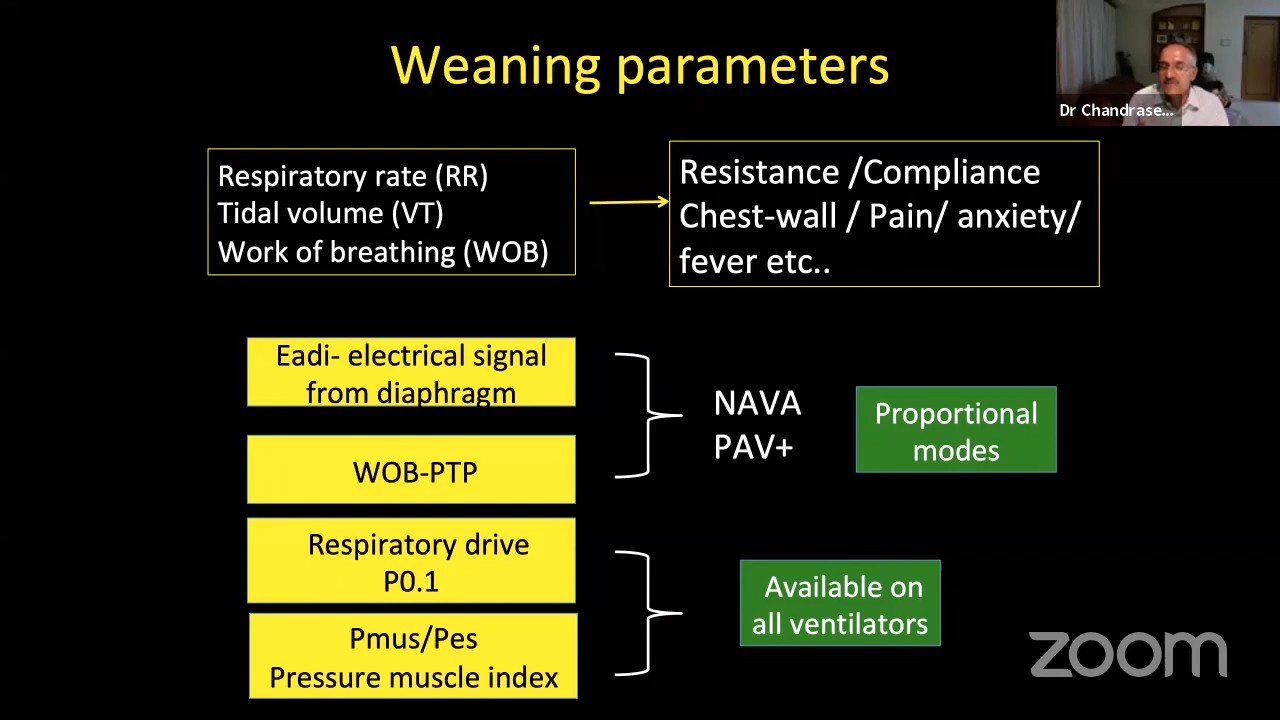 Weaning parameters
Dr Chandrase...
Respiratory rate (RR)
Tidal volume (VT)
Work of breathing (WOB)
Resistance /Compliance
Chest-wall / Pain/ anxiety/
fever etc..
Eadi- electrical signal
from diaphragm
WOB-PTP
NAVA
PAV+
Proportional
modes
Respiratory drive
P0.1
Pmus/Pes
Pressure muscle index
Available on
all ventilators
zoom